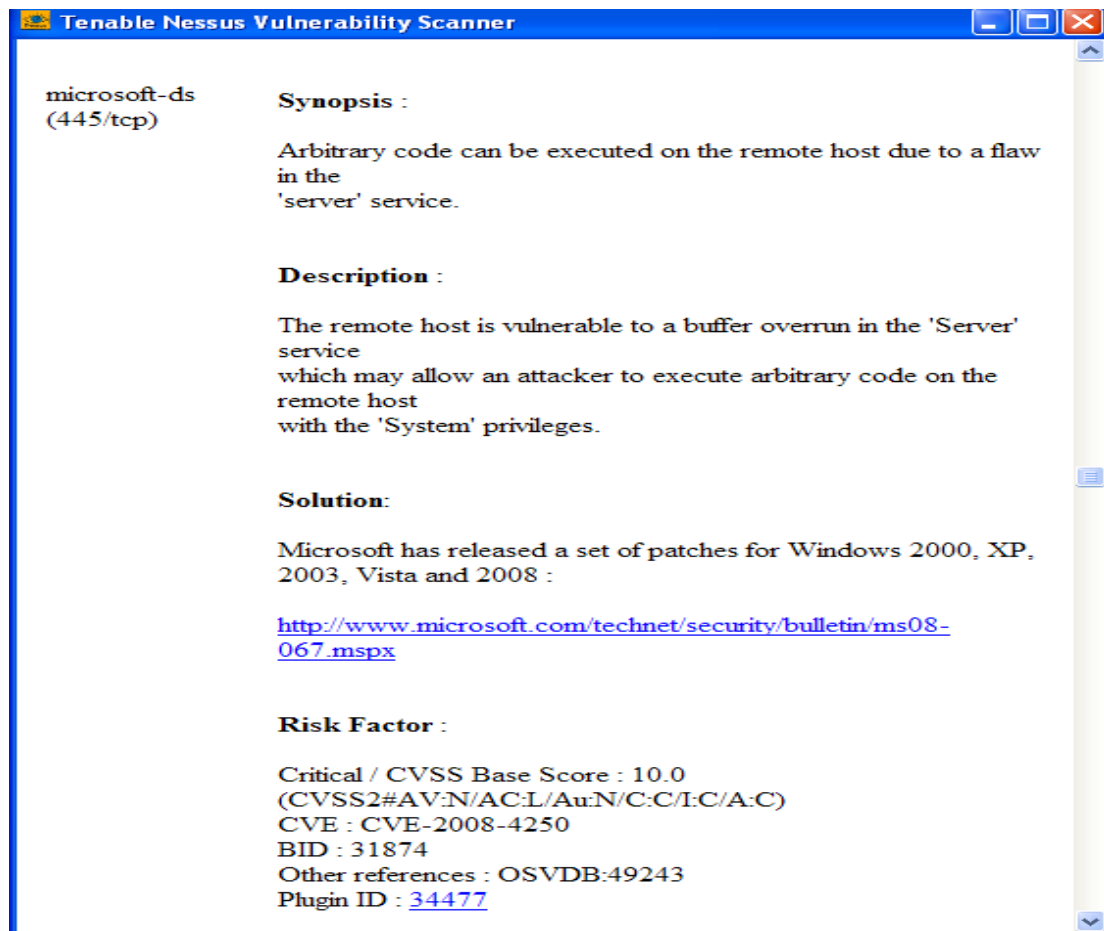 Tenable Nessus Vulnerability Scanner
microsoft-ds
(445/tcp)
Synopsis :
Arbitrary code can be executed on the remote host due to a flaw
in the
'server' service.
Description :
The remote host is vulnerable to a buffer overrun in the 'Server'
service
which may allow an attacker to execute arbitrary code on the
remote host
with the 'System' privileges.
Solution:
Microsoft has released a set of patches for Windows 2000, XP,
2003, Vista and 2008 :
http://www.microsoft.com/technet/security/bulletin/ms08-
067.mspx
Risk Factor :
Critical / CVSS Base Score : 10.0
(CVSS2#AV:N/AC:L/Au:N/C:C/I:C/A:C)
CVE : CVE-2008-4250
BID : 31874
Other references : OSVDB:49243
Plugin ID : 34477